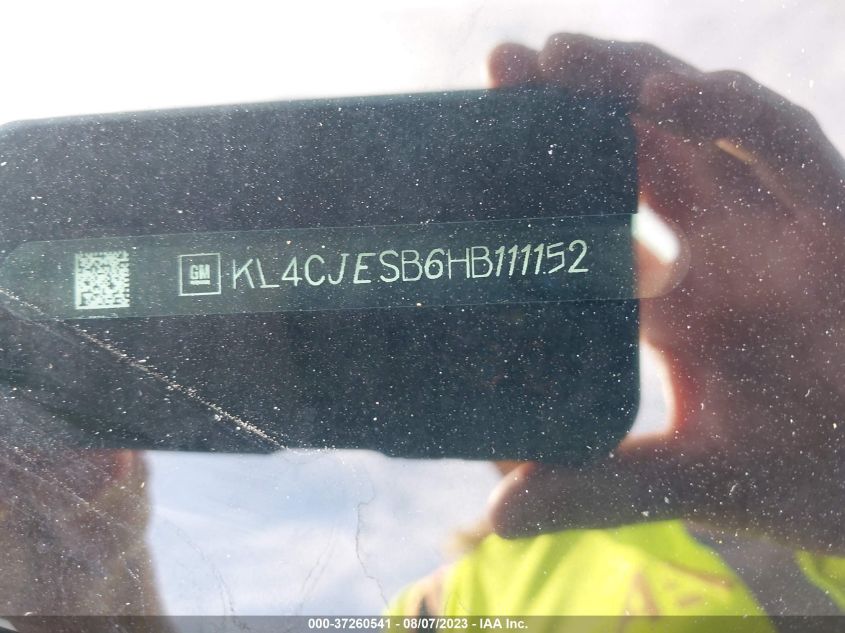 GM KL4CJESB6HB111152
000-37260541 - 08/07/2023 - IAA Inc.